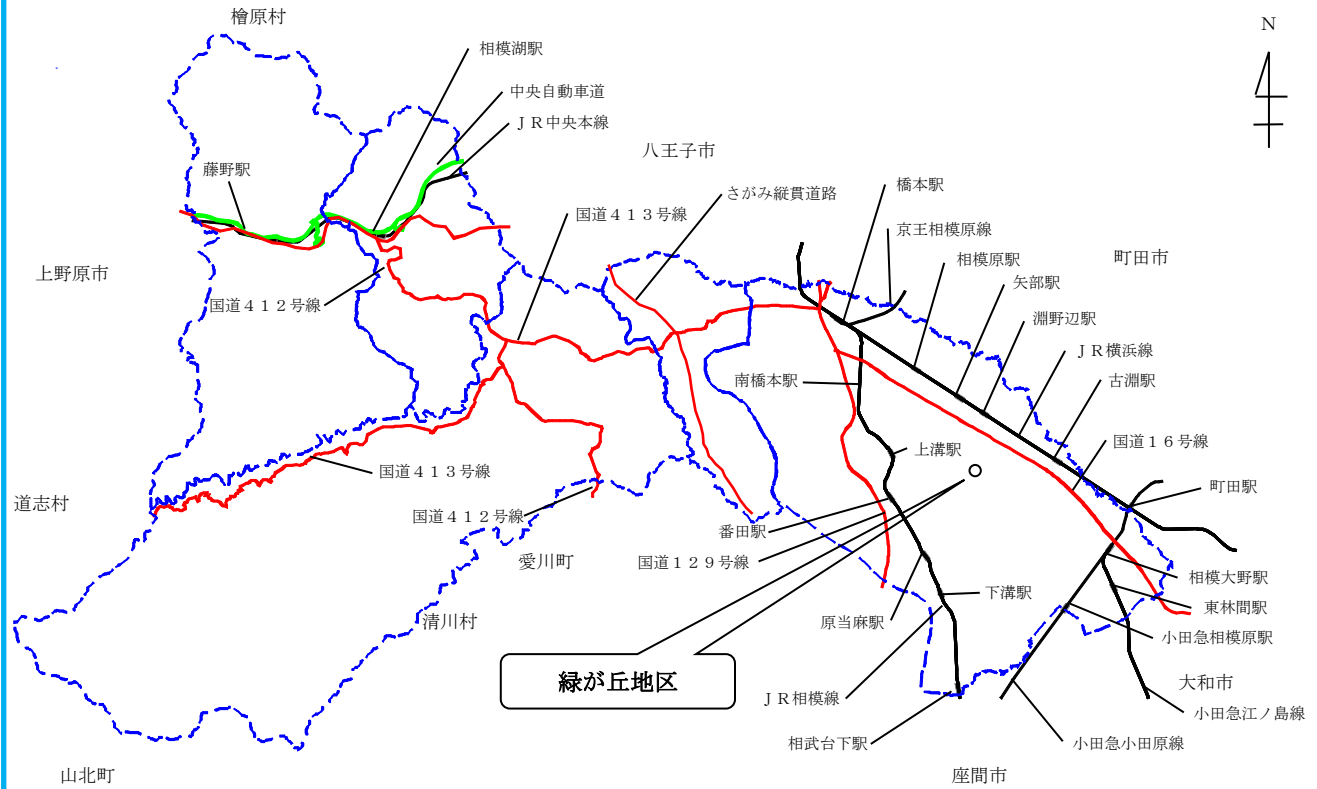 檜原村
N
相模湖駅
中央自動車道
ＪＲ中央本線
八王子市
藤野駅
さがみ縦貫道路
橋本駅
国道４１３号線
京王相模原線
相模原駅
町田市
上野原市
矢部駅
国道４１２号線
淵野辺駅
ＪＲ横浜線
南橋本駅
古淵駅
国道１６号線
上溝駅
国道４１３号線
町田駅
道志村
国道４１２号線
番田駅
愛川町
国道１２９号線
相模大野駅
下溝駅
東林間駅
清川村
原当麻駅
小田急相模原駅
緑が丘地区
大和市
ＪＲ相模線
小田急江ノ島線
相武台下駅
小田急小田原線
山北町
座間市